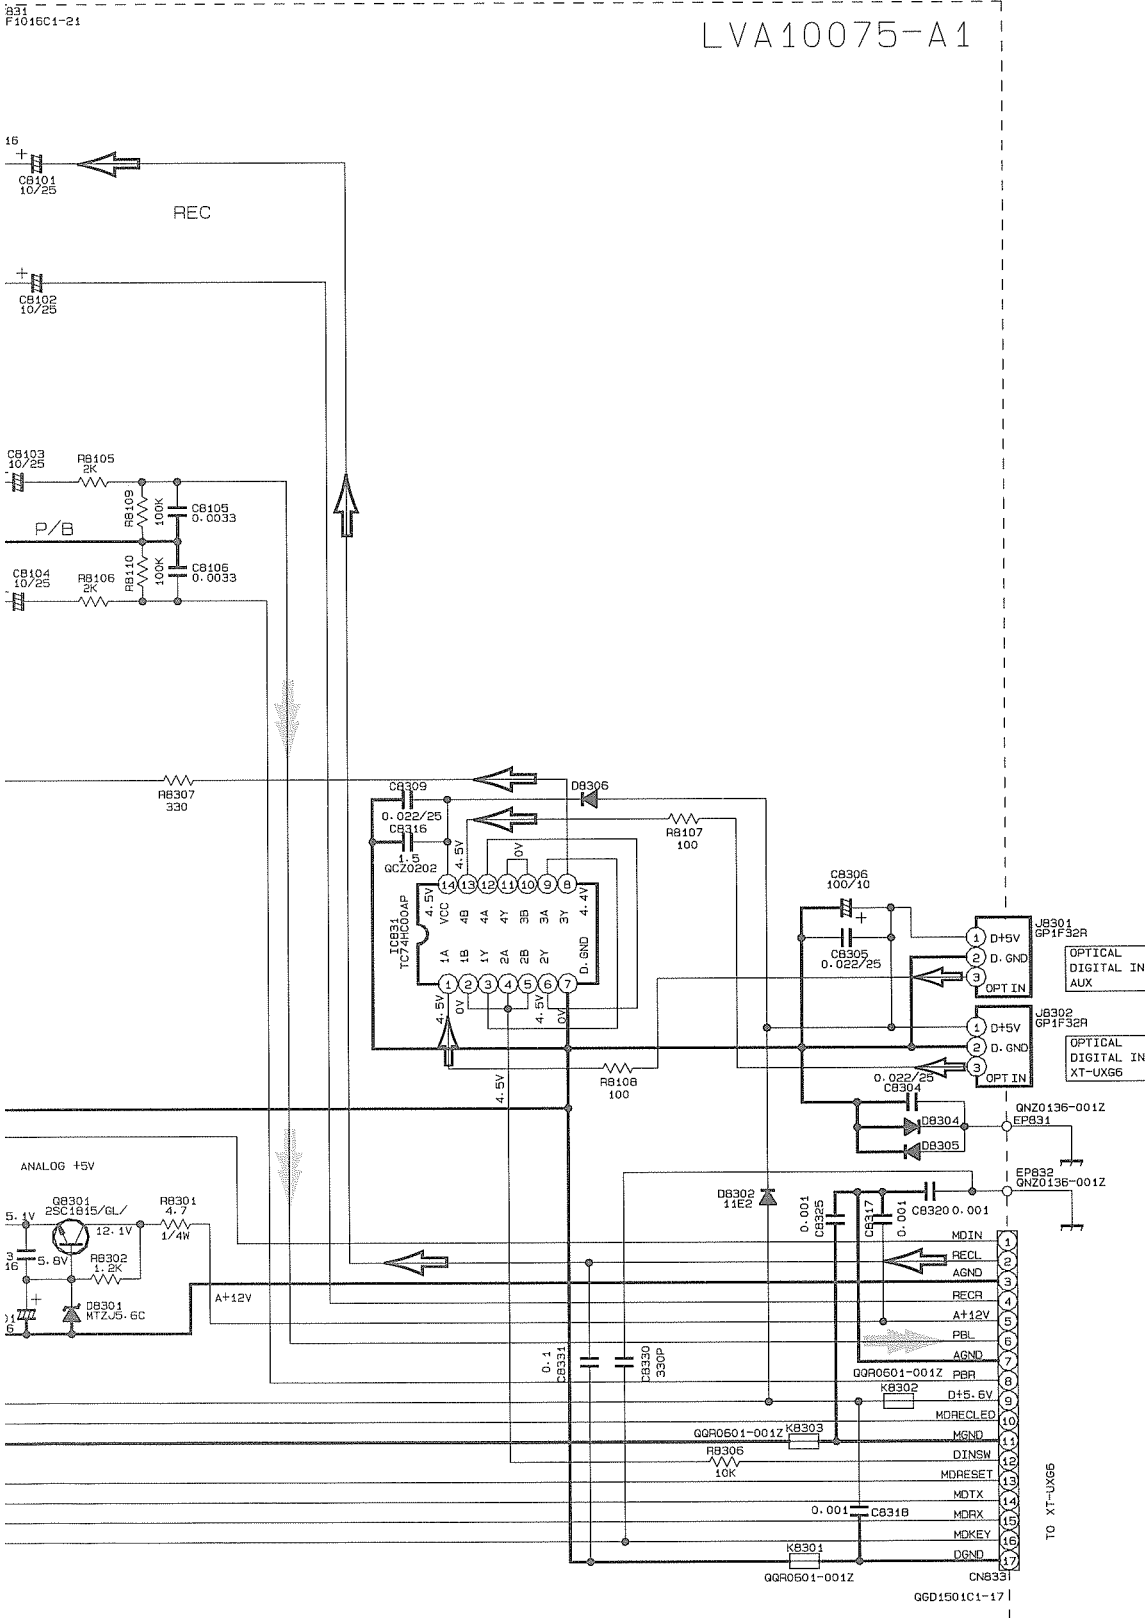 831
F1016C1-21
LVA10075-A1
16
+
C8101
10/25
REC
+
C8102
10/25
C8103
10/25
R8105
2K
R8109
100K
C8105
0.0033
P/B
R8110
100K
C8106
0.0033
C8104
10/25
R8106
2K
R8307
330
C8309
0.022/25
C8316
1.5
QCZ0202
D8306
R8107
100
4.5V
0V
14 13 12 11 10 9 8
4.5V
4.4V
VCC 4B 4A 4Y 3B 3A 3Y
IC831
TC74HC00AP
1A 1B 1Y 2A 2B 2Y D.GND
1 2 3 4 5 6 7
4.5V
0V
4.5V
0V
4.5V
R8108
100
C8306
100/10
+
C8305
0.022/25
J8301
GP1F32R
1 D+5V
2 D.GND
3
OPT IN
OPTICAL
DIGITAL IN
AUX
J8302
GP1F32R
1 D+5V
2 D.GND
3
OPT IN
OPTICAL
DIGITAL IN
XT-UXG6
0.022/25
C8304
D8304
D8305
QNZ0136-001Z
EP831
EP832
QNZ0136-001Z
ANALOG +5V
Q8301
2SC1815/GL/
5.1V
12.1V
5.8V
R8301
4.7
1/4W
R8302
1.2K
3
16
+
D8301
MTZJ5.6C
01
6
A+12V
D8302
11E2
0.001
C8325
C8317
0.001
C8320 0.001
MDIN 1
RECL 2
AGND 3
RECR 4
A+12V 5
PBL 6
AGND 7
QQR0601-001Z PBR 8
K8302
D+5.6V 9
MDRECLED 10
QQR0601-001Z K8303
MGND 11
R8306
10K
DINSW 12
MDRESET 13
MDTX 14
MDRX 15
MDKEY 16
DGND 17
0.1
C8331
C8330
330P
0.001 C8318
K8301
QQR0601-001Z
CN833
QGD1501C1-17
TO XT-UXG6